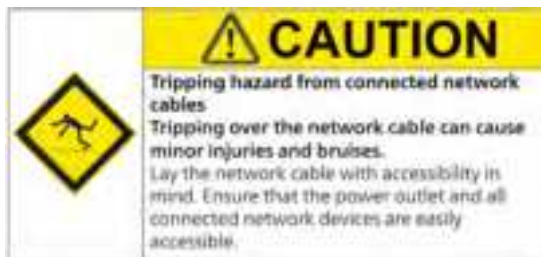 CAUTION
Tripping hazard from connected network
cables
Tripping over the network cable can cause
minor injuries and bruises.
Lay the network cable with accessibility in
mind. Ensure that the power outlet and all
connected network devices are easily
accessible.